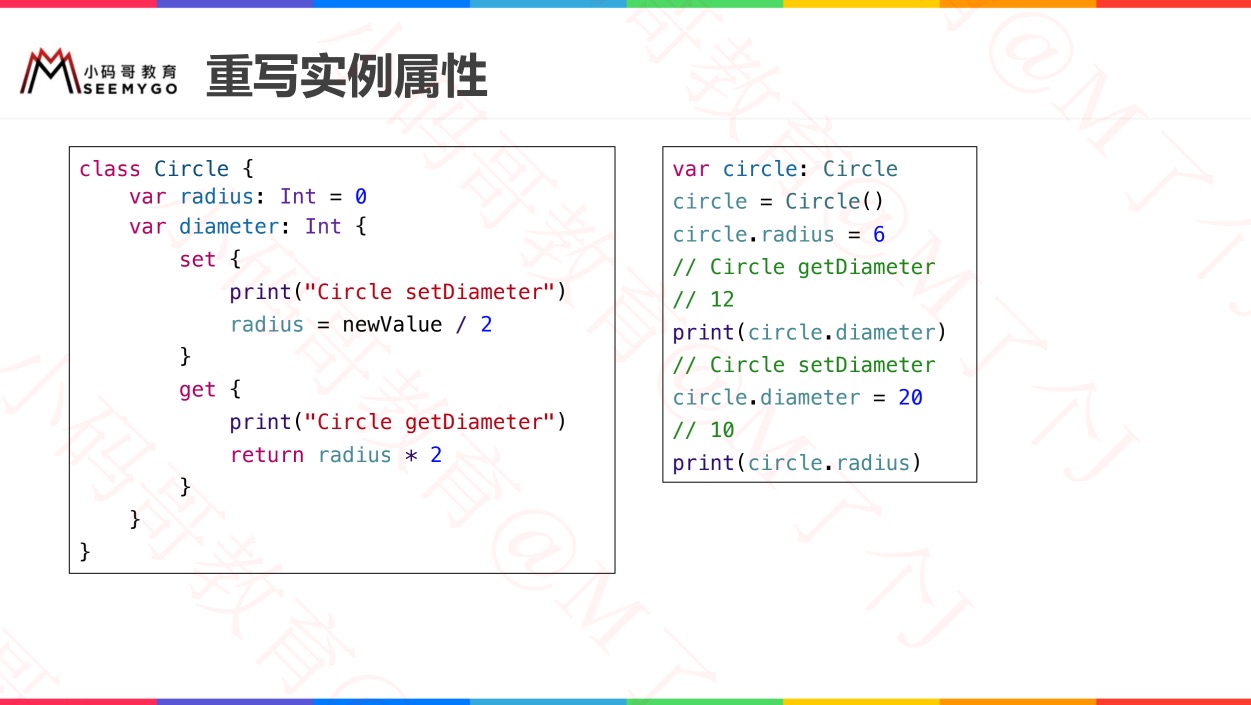 小码哥教育
SEEMYGO
重写实例属性
class Circle {
    var radius: Int = 0
    var diameter: Int {
        set {
            print("Circle setDiameter")
            radius = newValue / 2
        }
        get {
            print("Circle getDiameter")
            return radius * 2
        }
    }
}
var circle: Circle
circle = Circle()
circle.radius = 6
// Circle getDiameter
// 12
print(circle.diameter)
// Circle setDiameter
circle.diameter = 20
// 10
print(circle.radius)
小码哥教育@M了个J